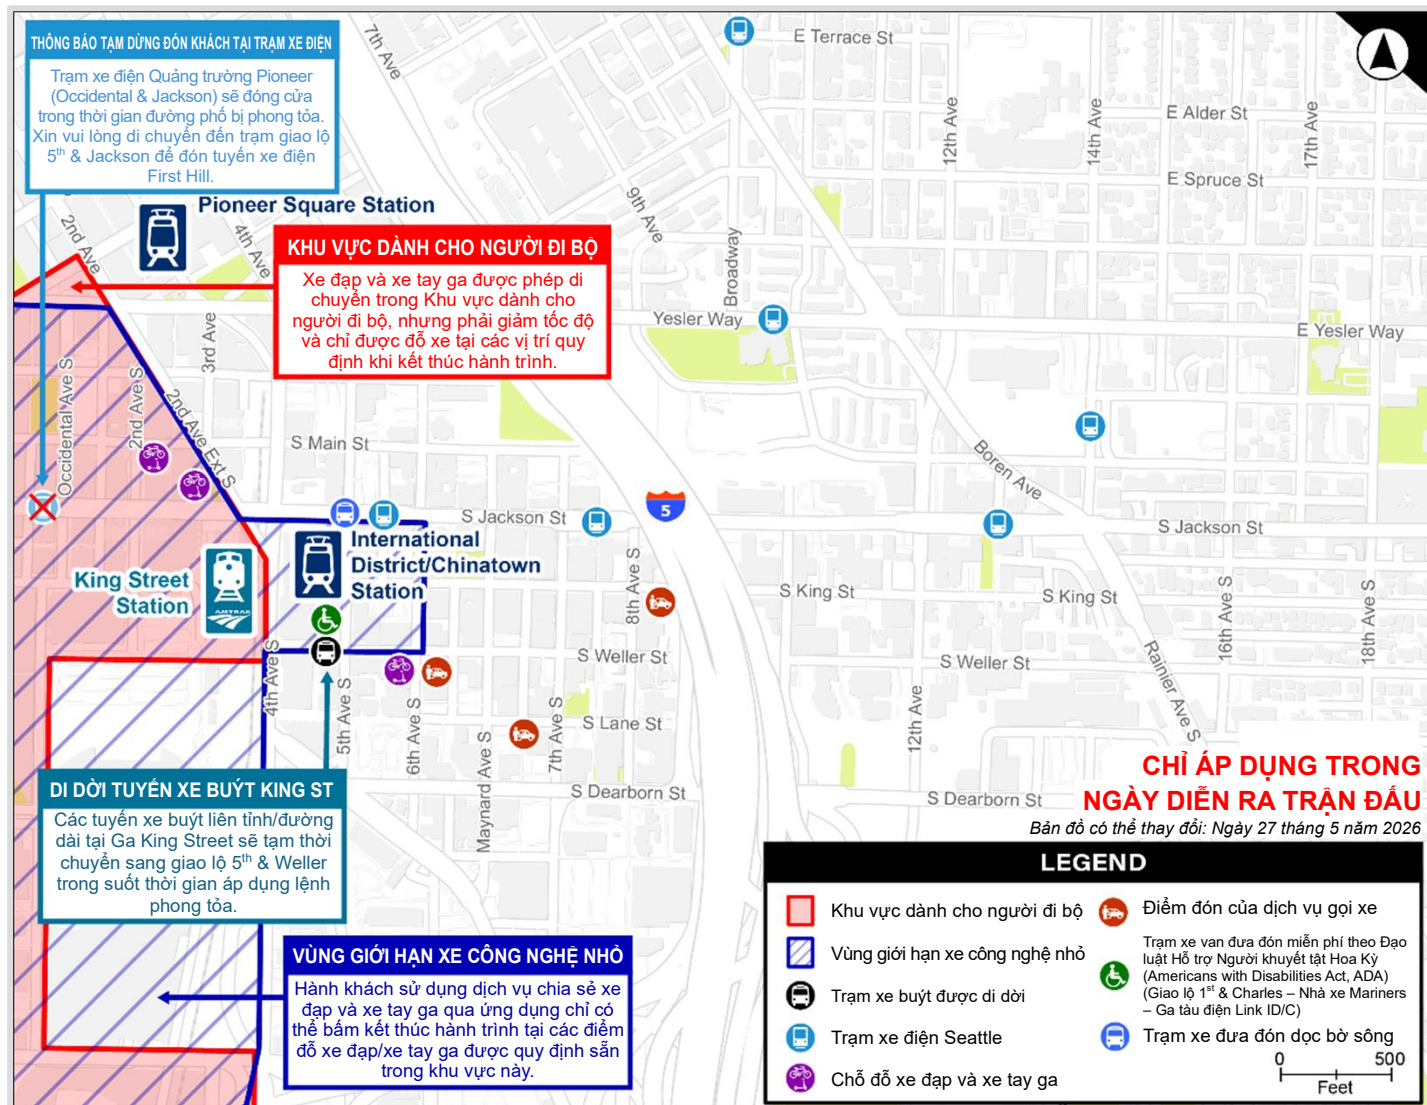 THÔNG BÁO TẠM DỪNG ĐÓN KHÁCH TẠI TRẠM XE ĐIỆN
Trạm xe điện Quảng trường Pioneer
(Occidental & Jackson) sẽ đóng cửa
trong thời gian đường phố bị phong tỏa.
Xin vui lòng di chuyển đến trạm giao lộ
5th & Jackson để đón tuyến xe điện
First Hill.
7th Ave
E Terrace St
E Alder St
12th Ave
14th Ave
17th Ave
E Spruce St
Pioneer Square Station
2nd Ave
4th Ave
9th Ave
Broadway
KHU VỰC DÀNH CHO NGƯỜI ĐI BỘ
Xe đạp và xe tay ga được phép di
chuyển trong Khu vực dành cho
người đi bộ, nhưng phải giảm tốc độ
và chỉ được đỗ xe tại các vị trí quy
định khi kết thúc hành trình.
Yesler Way
E Yesler Way
3rd Ave
Occidental Ave S
2nd Ave S
2nd Ave Ext S
S Main St
Boren Ave
5
S Jackson St
S Jackson St
International
District/Chinatown
Station
King Street
Station
AMTRAK
8th Ave S
S King St
S King St
16th Ave S
18th Ave S
S Weller St
S Weller St
Rainier Ave S
4th Ave S
5th Ave S
6th Ave S
Maynard Ave S
7th Ave S
S Lane St
12th Ave
S Dearborn St
S Dearborn St
DI DỜI TUYẾN XE BUÝT KING ST
Các tuyến xe buýt liên tỉnh/đường
dài tại Ga King Street sẽ tạm thời
chuyển sang giao lộ 5th & Weller
trong suốt thời gian áp dụng lệnh
phong tỏa.
VÙNG GIỚI HẠN XE CÔNG NGHỆ NHỎ
Hành khách sử dụng dịch vụ chia sẻ xe
đạp và xe tay ga qua ứng dụng chỉ có
thể bấm kết thúc hành trình tại các điểm
đỗ xe đạp/xe tay ga được quy định sẵn
trong khu vực này.
CHỈ ÁP DỤNG TRONG
NGÀY DIỄN RA TRẬN ĐẤU
Bản đồ có thể thay đổi: Ngày 27 tháng 5 năm 2026
LEGEND
Khu vực dành cho người đi bộ
Vùng giới hạn xe công nghệ nhỏ
Trạm xe buýt được di dời
Trạm xe điện Seattle
Chỗ đỗ xe đạp và xe tay ga
Điểm đón của dịch vụ gọi xe
Trạm xe van đưa đón miễn phí theo Đạo
luật Hỗ trợ Người khuyết tật Hoa Kỳ
(Americans with Disabilities Act, ADA)
(Giao lộ 1st & Charles – Nhà xe Mariners
– Ga tàu điện Link ID/C)
Trạm xe đưa đón dọc bờ sông
0 500
Feet